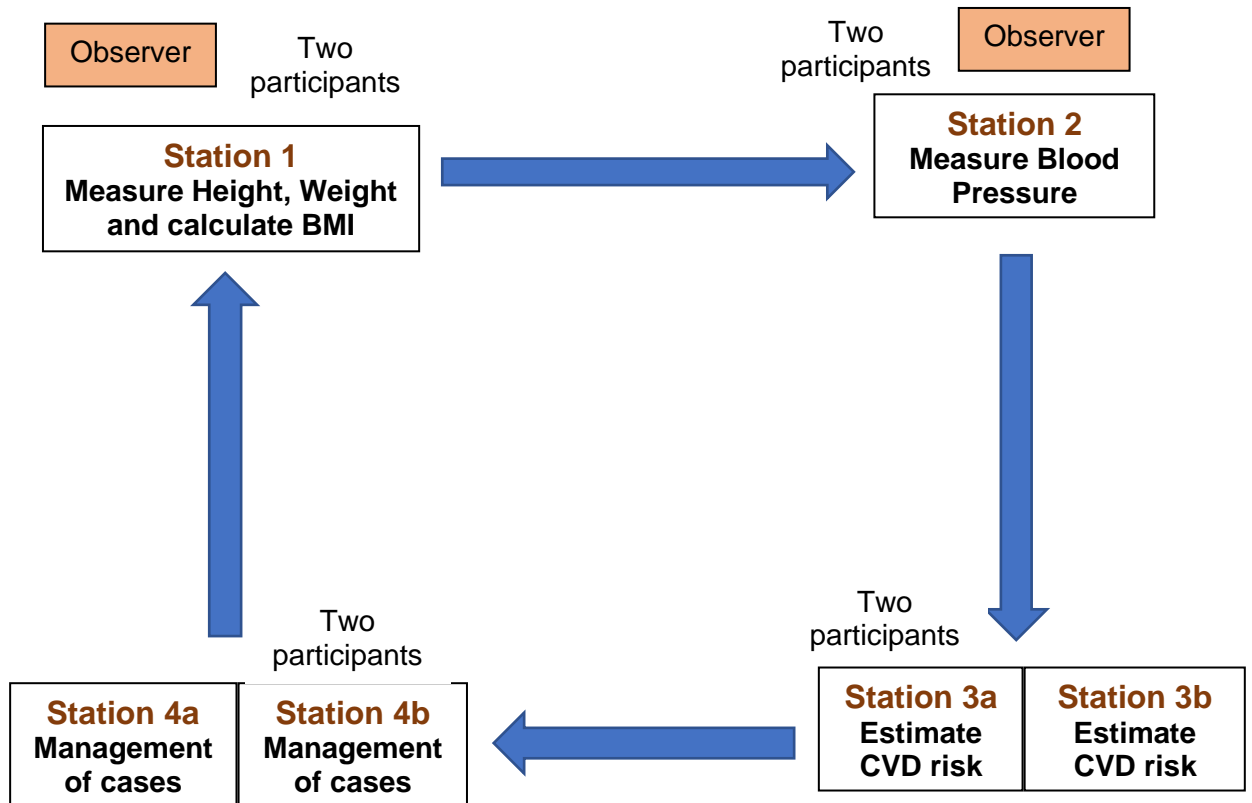 Observer
Two
participants
Station 1
Measure Height, Weight
and calculate BMI
Two
participants
Observer
Station 2
Measure Blood
Pressure
Two
participants
Station 3a
Estimate
CVD risk
Station 3b
Estimate
CVD risk
Two
participants
Station 4a
Management
of cases
Station 4b
Management
of cases